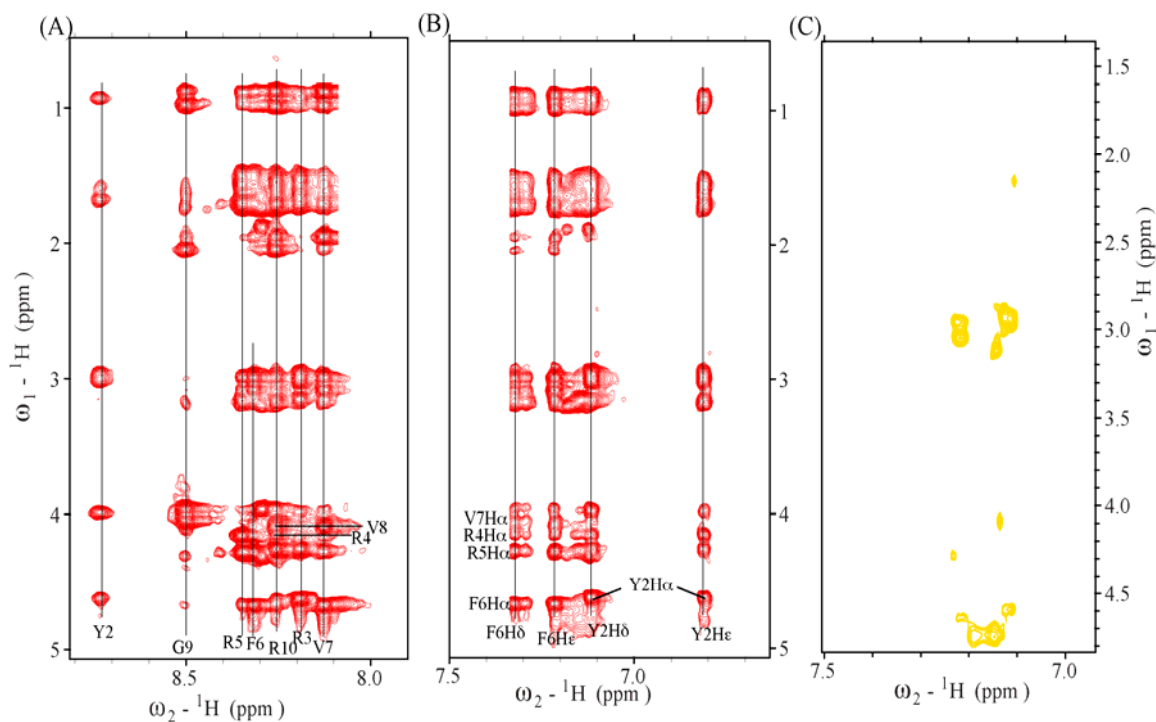 (A)
(B)
(C)
1
2
3
4
5
ω1 - 1H (ppm)
V8
R4
Y2
G9
R5
F6
R10
R3
V7
8.5
8.0
ω2 - 1H (ppm)
1
2
3
4
5
V7Hα
R4Hα
R5Hα
F6Hα
Y2Hα
F6Hδ
F6Hε
Y2Hδ
Y2Hε
7.5
7.0
ω2 - 1H (ppm)
1.5
2.0
2.5
3.0
3.5
4.0
4.5
ω1 - 1H (ppm)
7.5
7.0
ω2 - 1H (ppm)